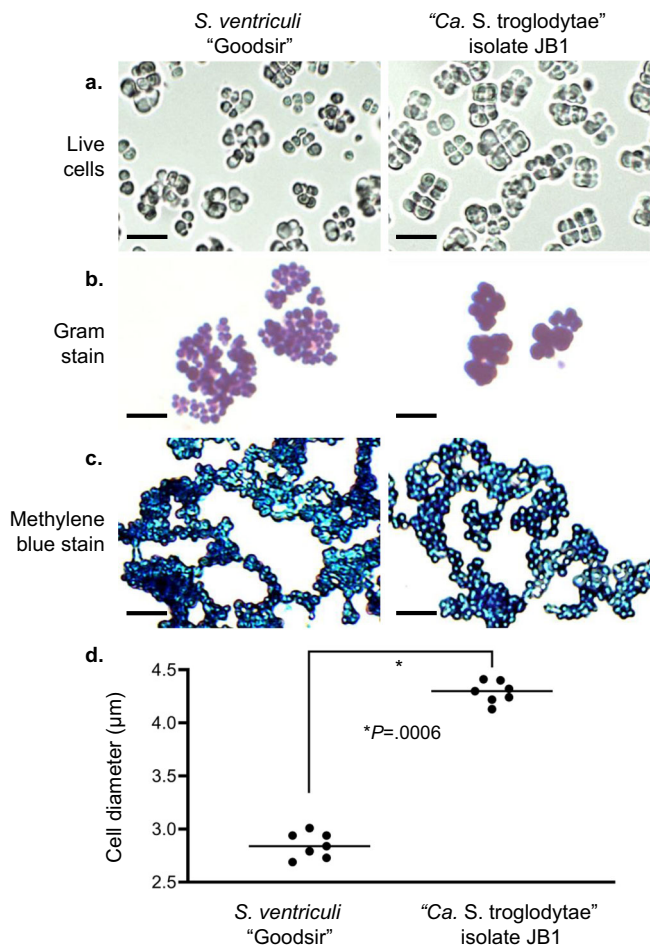 S. ventriculi
"Goodsir"
"Ca. S. troglodytae"
isolate JB1
a.
Live
cells
b.
Gram
stain
c.
Methylene
blue stain
d.
Cell diameter (μm)
4.5
4.0
3.5
3.0
2.5
*
*P=.0006
S. ventriculi
"Goodsir"
"Ca. S. troglodytae"
isolate JB1